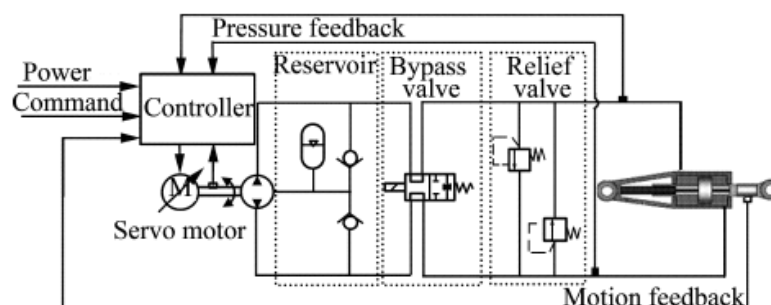 Pressure feedback
Reservoir
Bypass
valve
Relief
valve
Power
Command
Controller
M
Servo motor
Motion feedback